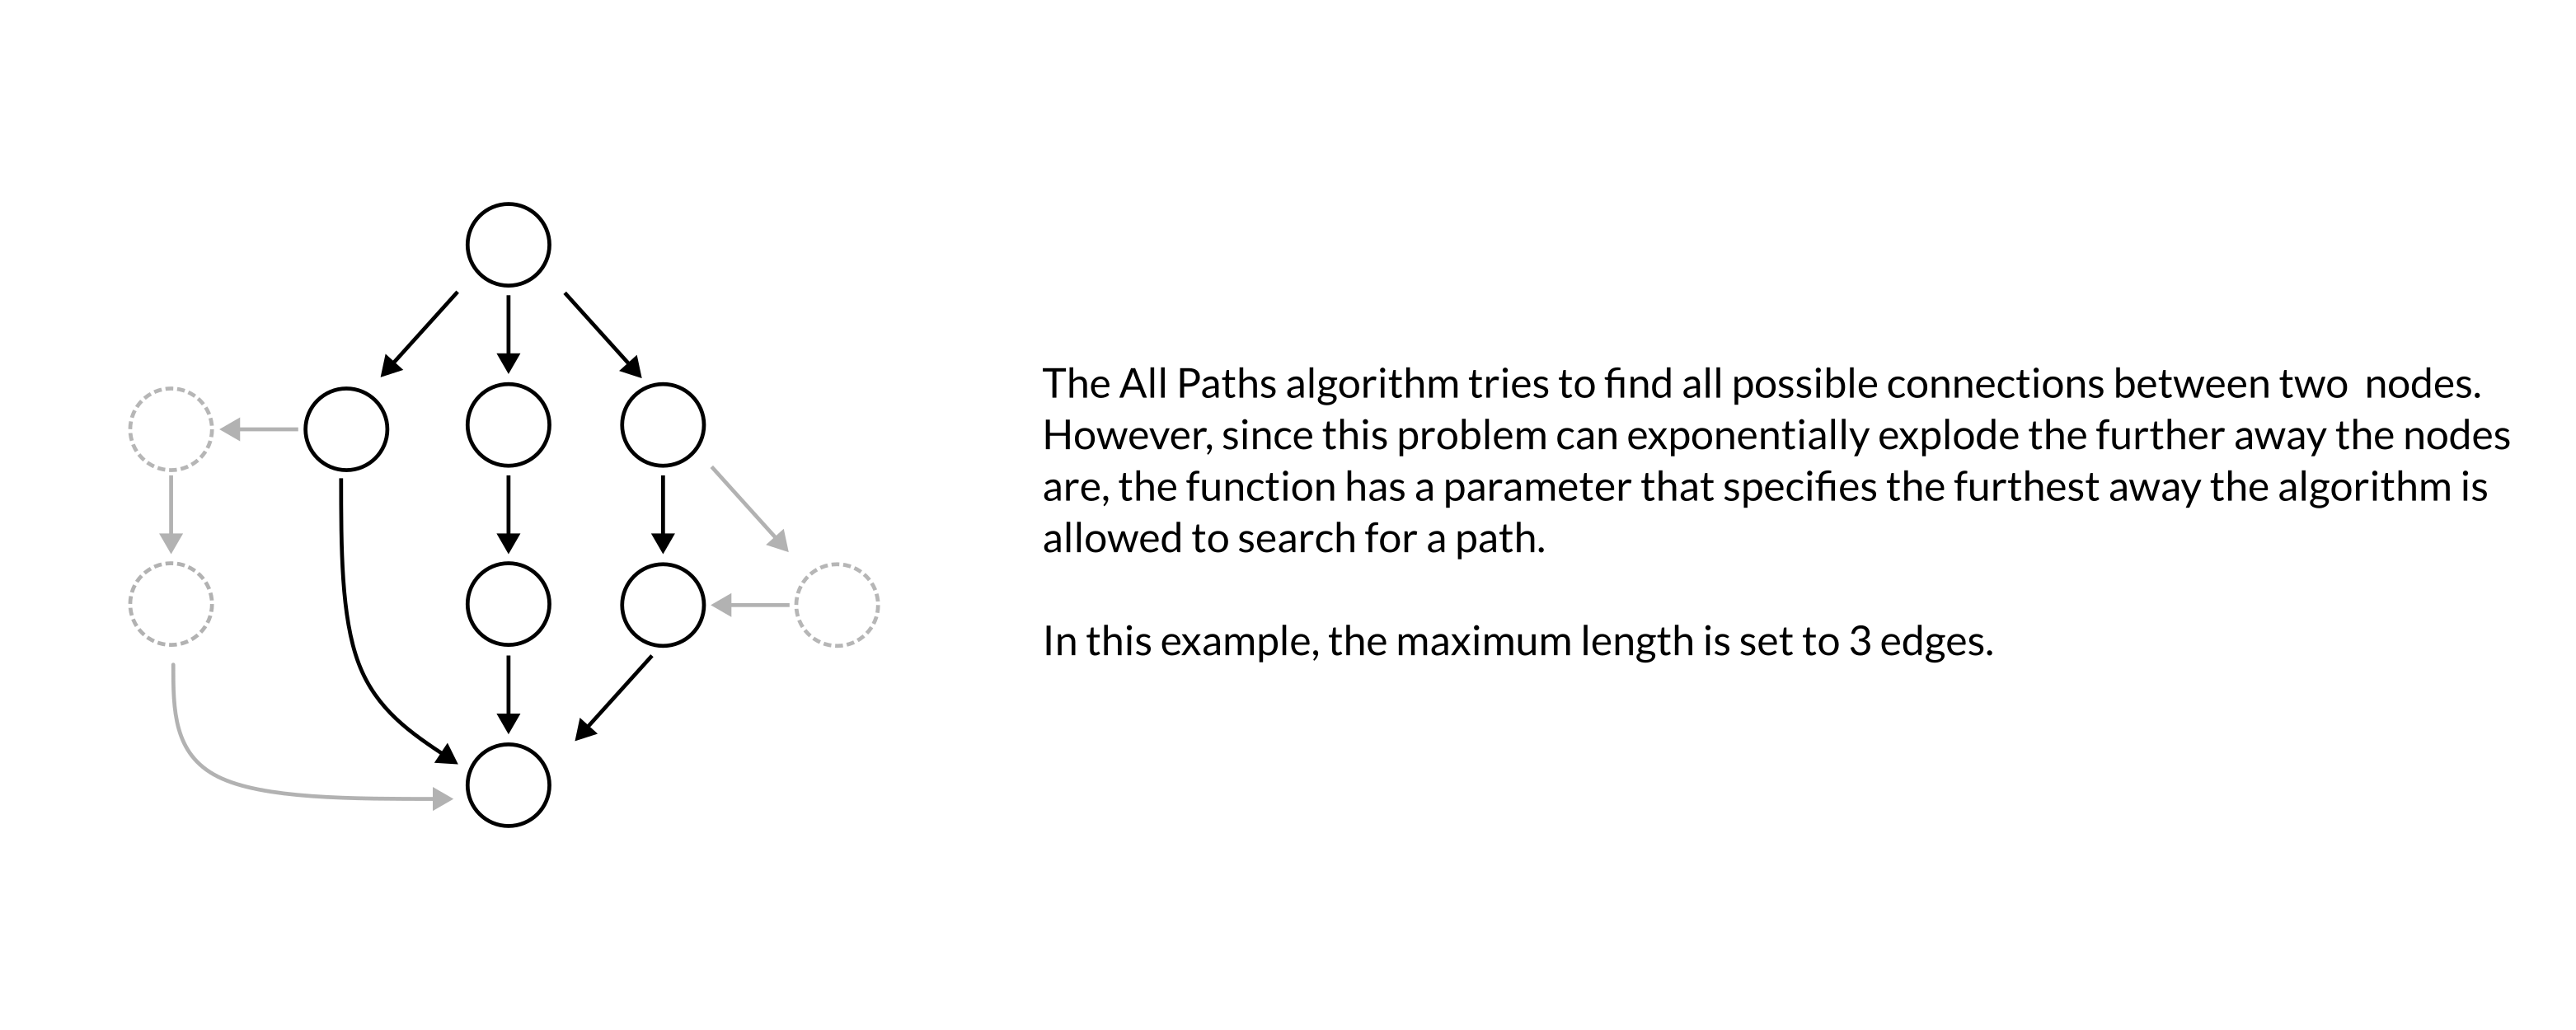 The All Paths algorithm tries to find all possible connections between two  nodes.
However, since this problem can exponentially explode the further away the nodes
are, the function has a parameter that specifies the furthest away the algorithm is
allowed to search for a path.
In this example, the maximum length is set to 3 edges.